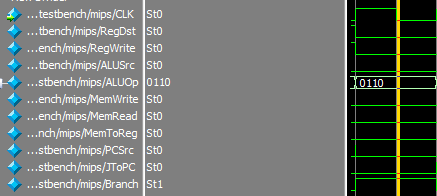 ...testbench/mips/CLK St0
...tbench/mips/RegDst St0
...ench/mips/RegWrite St0
...tbench/mips/ALUSrc St0
...stbench/mips/ALUOp 0110 0110
...ench/mips/MemWrite St0
...ench/mips/MemRead St0
...nch/mips/MemToReg St0
...stbench/mips/PCSrc St0
...stbench/mips/JToPC St0
...stbench/mips/Branch St1